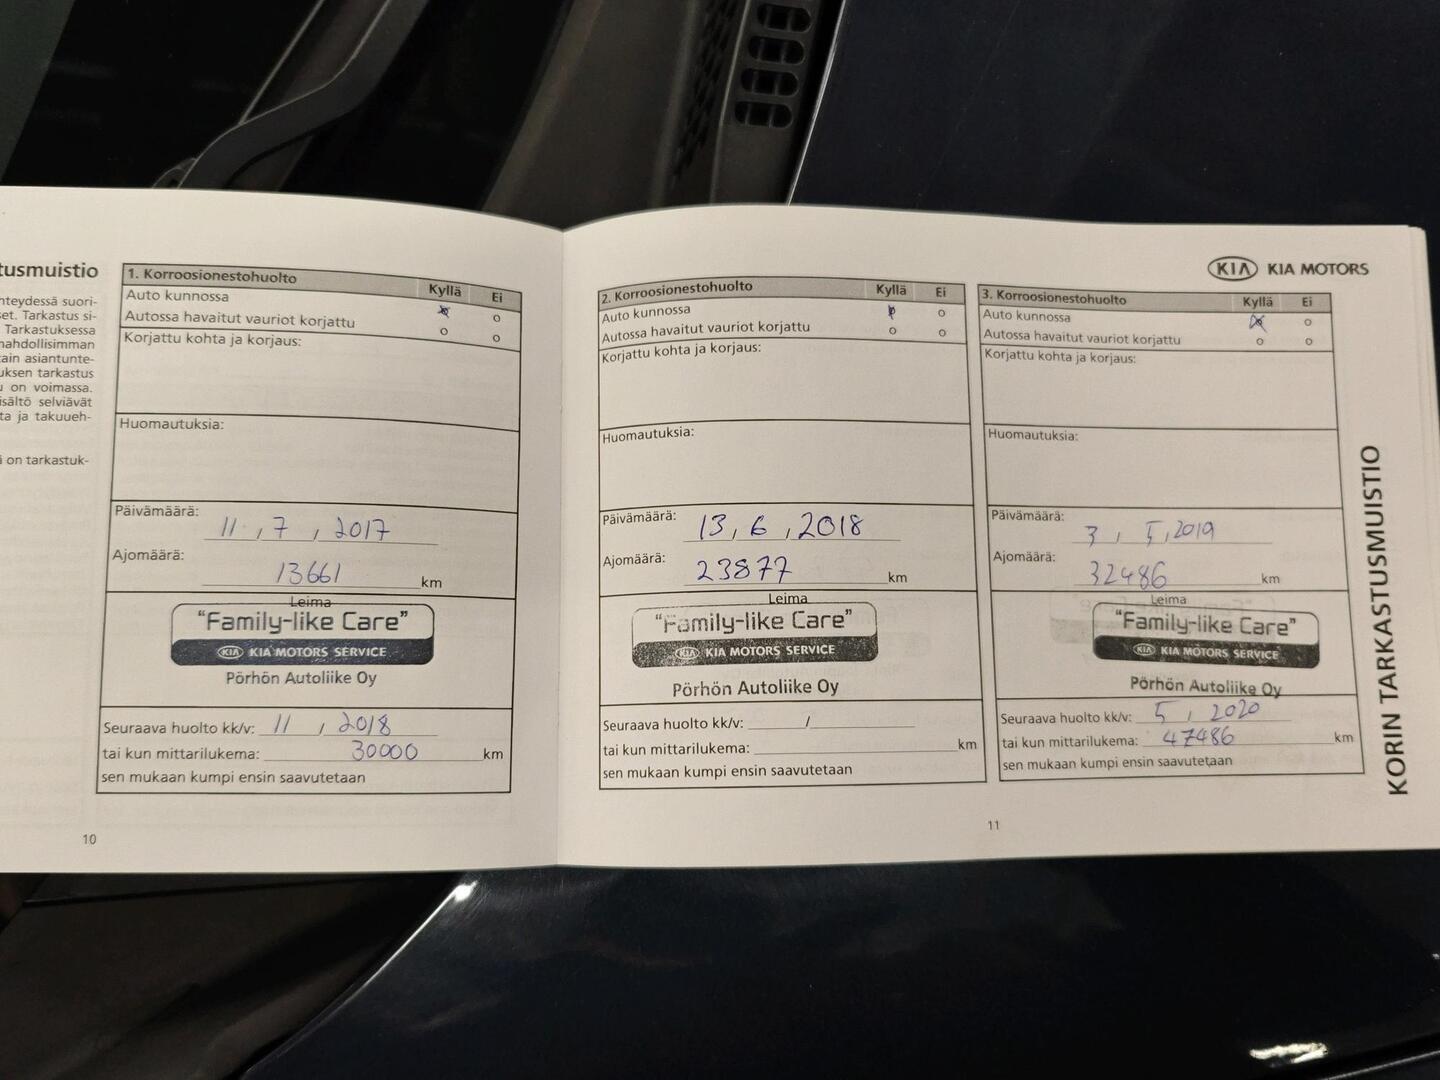 tusmuistio
hteydessä suori-
set. Tarkastus si-
Tarkastuksessa
mahdollisimman
tain asiantunte-
uksen tarkastus
u on voimassa.
isältö selviävät
ta ja takuueh-
ä on tarkastuk-
1. Korroosionestohuolto Kyllä Ei
Auto kunnossa o
Autossa havaitut vauriot korjattu o o
Korjattu kohta ja korjaus:
Huomautuksia:
Päivämäärä: 11 , 7 , 2017
Ajomäärä: 13661 km
Leima
"Family-like Care"
KIA KIA MOTORS SERVICE
Pörhön Autoliike Oy
Seuraava huolto kk/v: 11 , 2018
tai kun mittarilukema: 30000 km
sen mukaan kumpi ensin saavutetaan
10
2. Korroosionestohuolto Kyllä Ei
Auto kunnossa o
Autossa havaitut vauriot korjattu o o
Korjattu kohta ja korjaus:
Huomautuksia:
Päivämäärä: 13 , 6 , 2018
Ajomäärä: 23877 km
Leima
"Family-like Care"
KIA KIA MOTORS SERVICE
Pörhön Autoliike Oy
Seuraava huolto kk/v: /
tai kun mittarilukema: km
sen mukaan kumpi ensin saavutetaan
KIA KIA MOTORS
3. Korroosionestohuolto Kyllä Ei
Auto kunnossa o
Autossa havaitut vauriot korjattu o o
Korjattu kohta ja korjaus:
Huomautuksia:
Päivämäärä: 3 , 5 , 2019
Ajomäärä: 32486 km
Leima
"Family-like Care"
KIA KIA MOTORS SERVICE
Pörhön Autoliike Oy
Seuraava huolto kk/v: 5 , 2020
tai kun mittarilukema: 47486 km
sen mukaan kumpi ensin saavutetaan
11
KORIN TARKASTUSMUISTIO